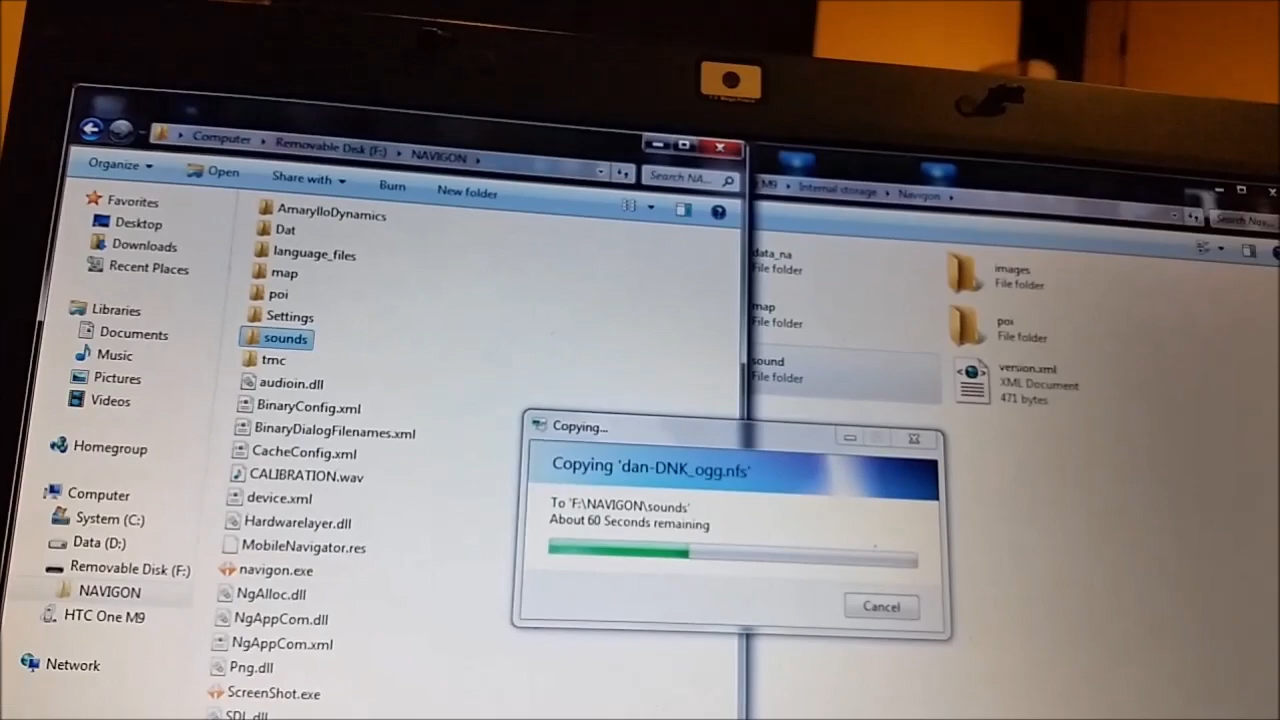 Computer ▸ Removable Disk (F:) ▸ NAVIGON ▸
Search NA...
Organize
Open
Share with
Burn
New folder
Favorites
Desktop
Downloads
Recent Places
Libraries
Documents
Music
Pictures
Videos
Homegroup
Computer
System (C:)
Data (D:)
Removable Disk (F:)
NAVIGON
HTC One M9
Network
AmarylloDynamics
Dat
language_files
map
poi
Settings
sounds
tmc
audioin.dll
BinaryConfig.xml
BinaryDialogFilenames.xml
CacheConfig.xml
CALIBRATION.wav
device.xml
Hardwarelayer.dll
MobileNavigator.res
navigon.exe
NgAlloc.dll
NgAppCom.dll
NgAppCom.xml
Png.dll
ScreenShot.exe
SDL.dll
M9 ▸ Internal storage ▸ Navigon ▸
Search Nav...
data_na
File folder
map
File folder
sound
File folder
images
File folder
poi
File folder
version.xml
XML Document
471 bytes
Copying...
Copying 'dan-DNK_ogg.nfs'
To 'F:\NAVIGON\sounds'
About 60 Seconds remaining
Cancel